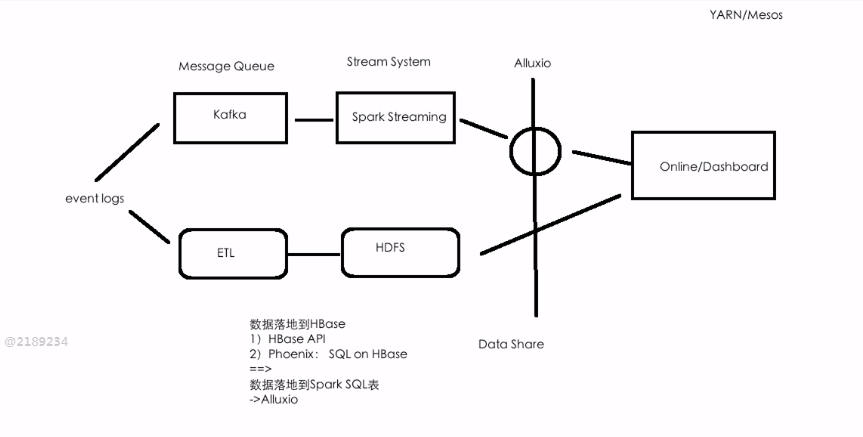 YARN/Mesos
Message Queue
Stream System
Alluxio
Kafka
Spark Streaming
Online/Dashboard
event logs
ETL
HDFS
数据落地到HBase
1）HBase API
2）Phoenix： SQL on HBase
==>
数据落地到Spark SQL表
->Alluxio
Data Share
@2189234